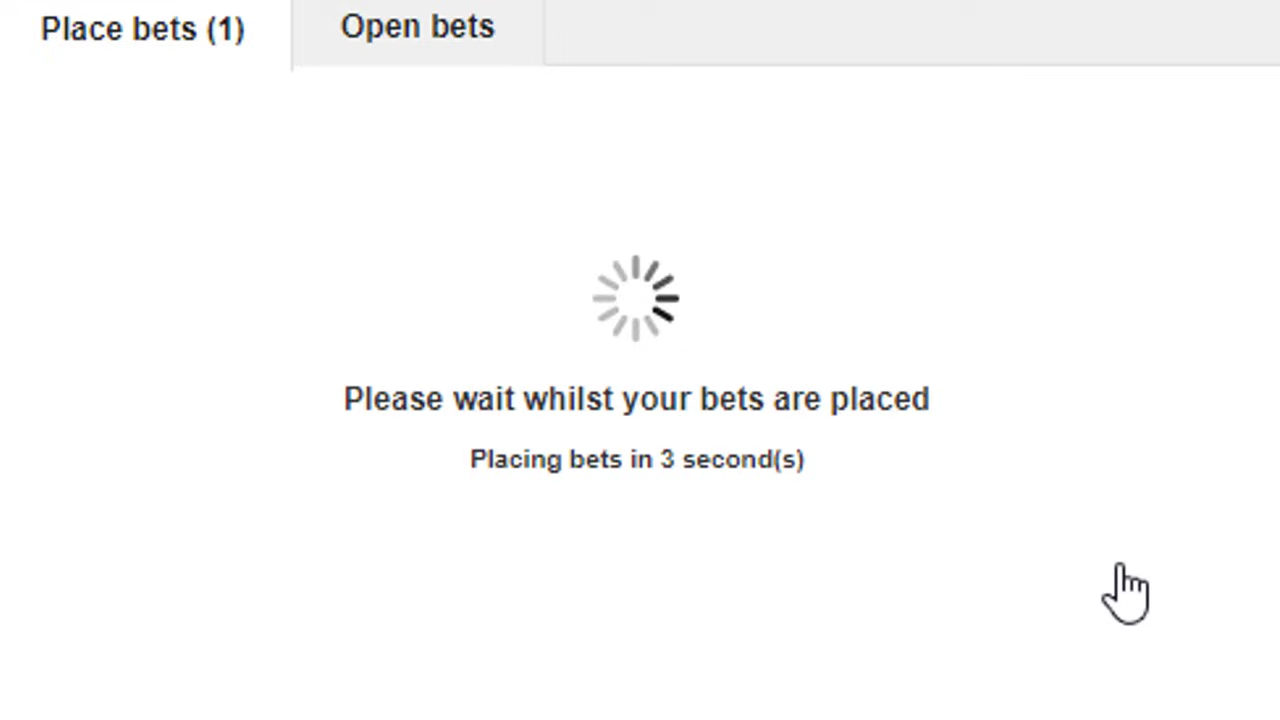 Place bets (1)
Open bets
Please wait whilst your bets are placed
Placing bets in 3 second(s)